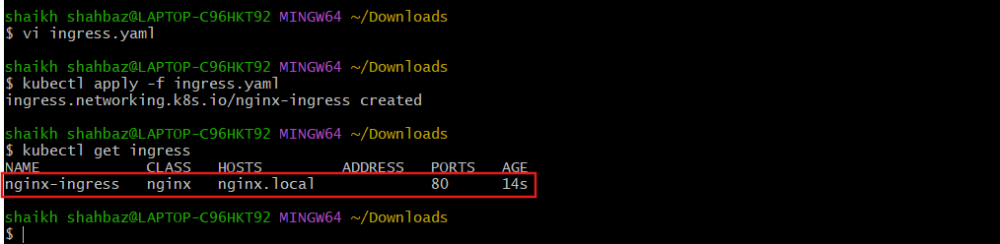 shaikh shahbaz@LAPTOP-C96HKT92 MINGW64 ~/Downloads
$ vi ingress.yaml
shaikh shahbaz@LAPTOP-C96HKT92 MINGW64 ~/Downloads
$ kubectl apply -f ingress.yaml
ingress.networking.k8s.io/nginx-ingress created
shaikh shahbaz@LAPTOP-C96HKT92 MINGW64 ~/Downloads
$ kubectl get ingress
NAME CLASS HOSTS ADDRESS PORTS AGE
nginx-ingress nginx nginx.local 80 14s
shaikh shahbaz@LAPTOP-C96HKT92 MINGW64 ~/Downloads
$